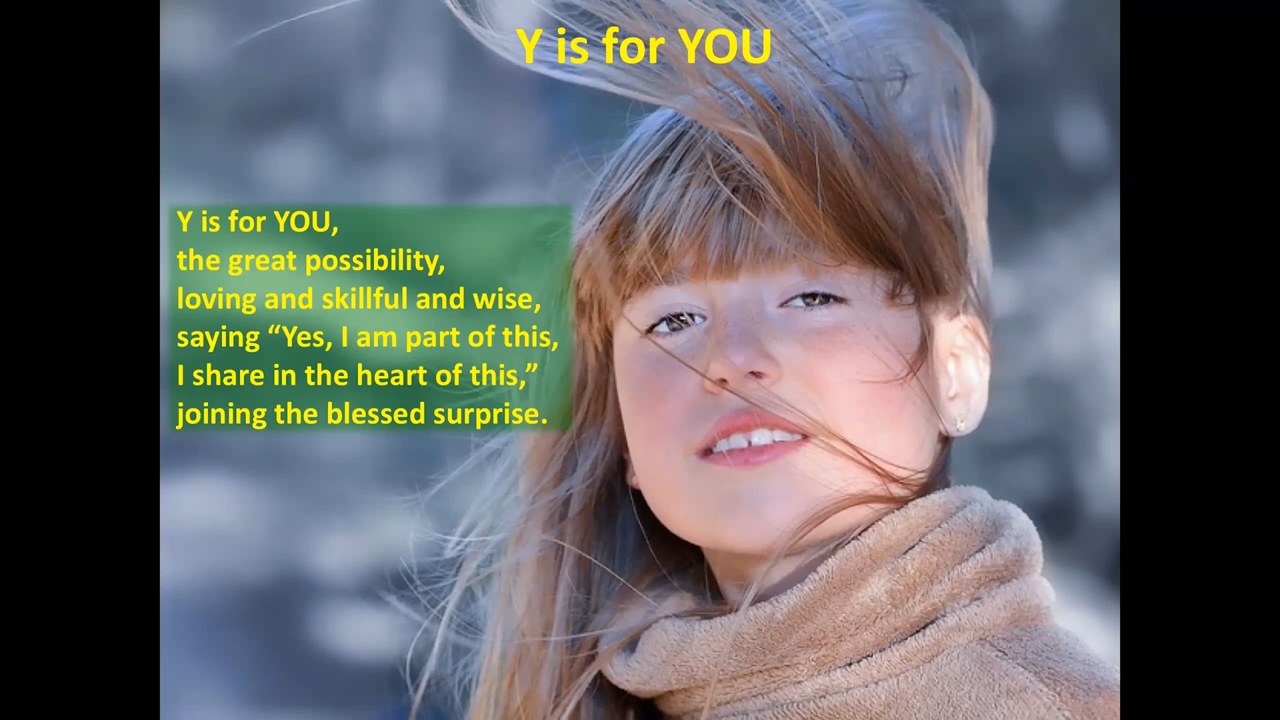 Y is for YOU
Y is for YOU,
the great possibility,
loving and skillful and wise,
saying “Yes, I am part of this,
I share in the heart of this,”
joining the blessed surprise.